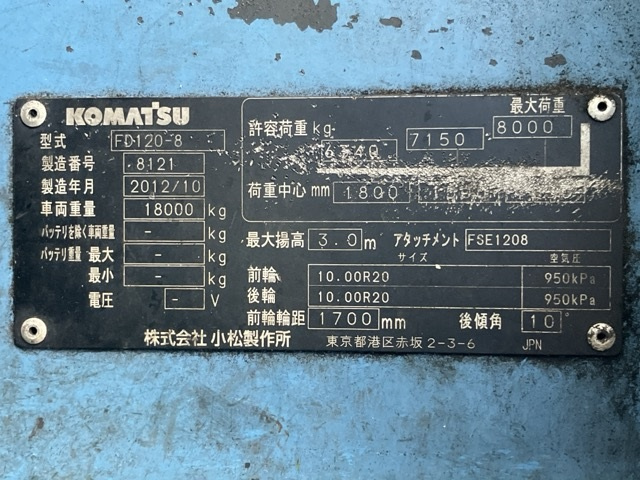 KOMATSU
型式 FD120-8
製造番号 8121
製造年月 2012/10
車両重量 18000 kg
バッテリを除く車両重量 - kg
バッテリ重量 最大 - kg
最小 - kg
電圧 - V
最大荷重
許容荷重 kg 7150 8000
荷重中心 mm 1800
最大揚高 3.0 m アタッチメント FSE1208
サイズ 空気圧
前輪 10.00R20 950kPa
後輪 10.00R20 950kPa
前輪輪距 1700 mm 後傾角 10°
株式会社 小松製作所 東京都港区赤坂2-3-6 JPN